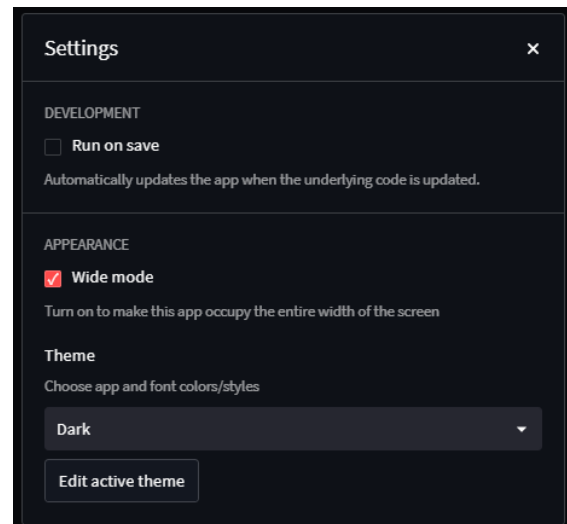 Settings
DEVELOPMENT
Run on save
Automatically updates the app when the underlying code is updated.
APPEARANCE
Wide mode
Turn on to make this app occupy the entire width of the screen
Theme
Choose app and font colors/styles
Dark
Edit active theme